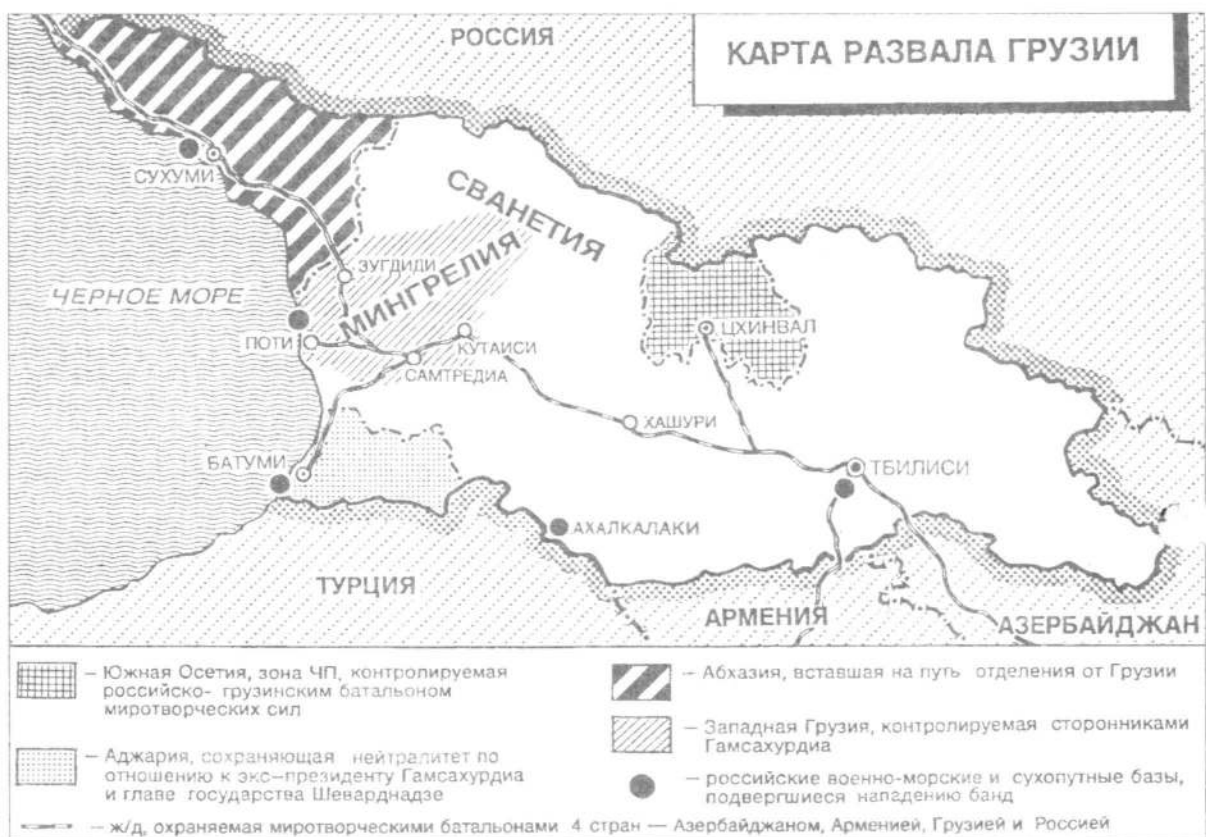 РОССИЯ
КАРТА РАЗВАЛА ГРУЗИИ
СУХУМИ
СВАНЕТИЯ
МИНГРЕЛИЯ
ЗУГДИДИ
ЧЕРНОЕ МОРЕ
ПОТИ
КУТАИСИ
САМТРЕДИА
ЦХИНВАЛ
ХАШУРИ
БАТУМИ
ТБИЛИСИ
АХАЛКАЛАКИ
ТУРЦИЯ
АРМЕНИЯ
АЗЕРБАЙДЖАН
– Южная Осетия, зона ЧП, контролируемая
российско- грузинским батальоном
миротворческих сил
– Аджария, сохраняющая нейтралитет по
отношению к экс–президенту Гамсахурдиа
и главе государства Шеварднадзе
– Абхазия, вставшая на путь отделения от Грузии
– Западная Грузия, контролируемая сторонниками
Гамсахурдиа
– российские военно-морские и сухопутные базы,
подвергшиеся нападению банд
– ж/д, охраняемая миротворческими батальонами 4 стран — Азербайджаном, Арменией, Грузией и Россией